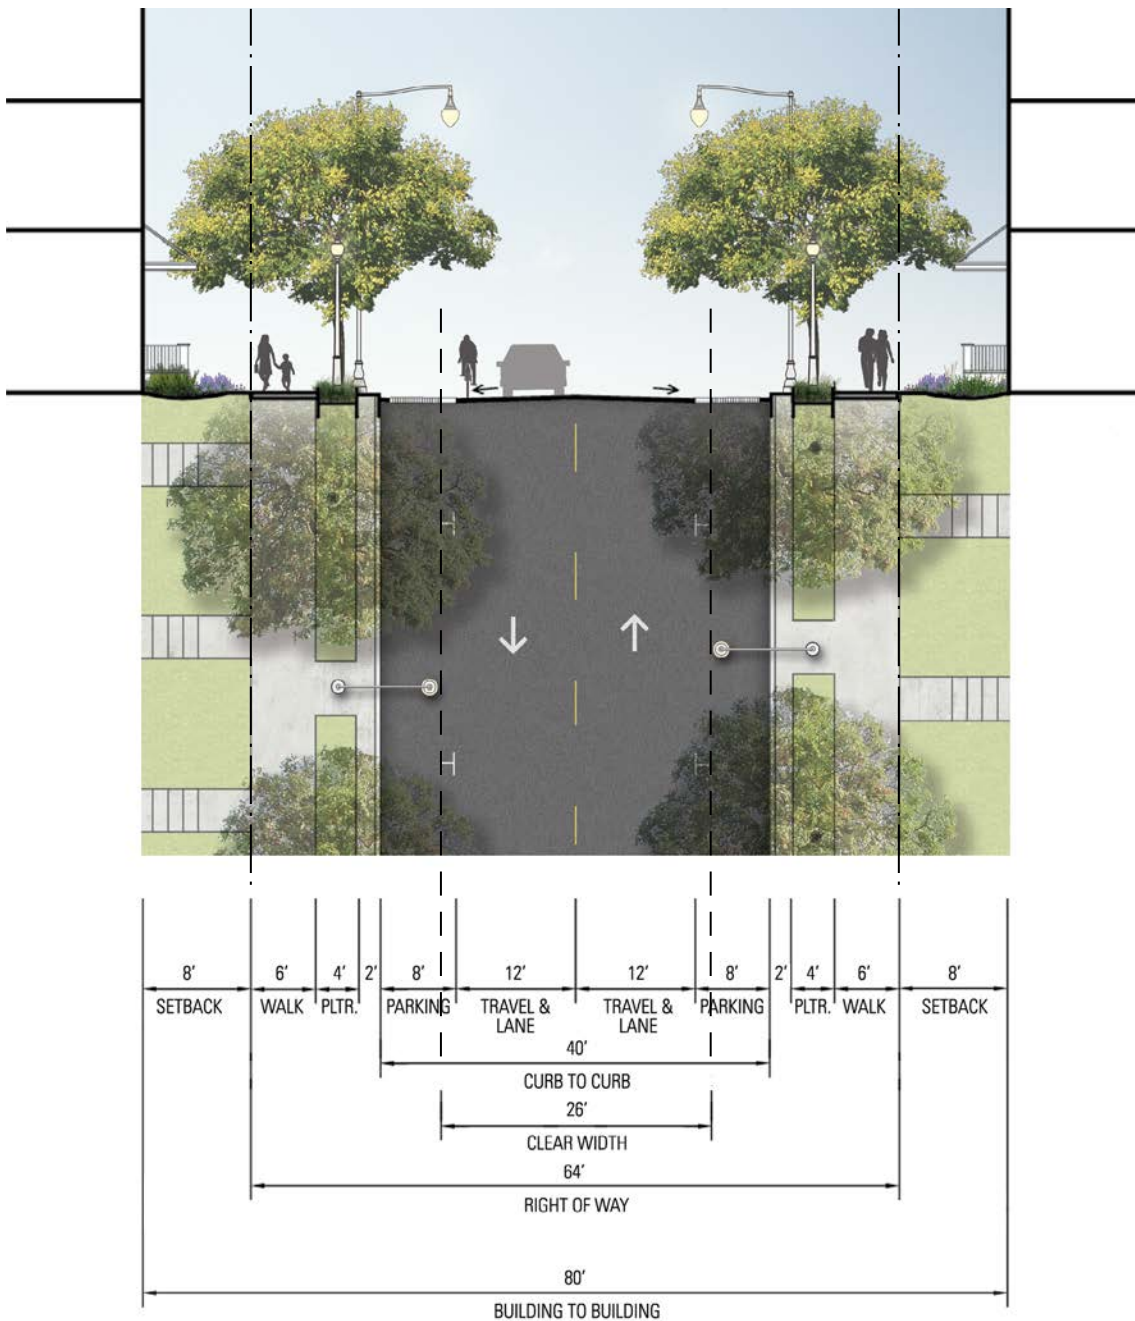 8' 6' 4' 2' 8' 12' 12' 8' 2' 4' 6' 8'
SETBACK WALK PLTR. PARKING TRAVEL & TRAVEL & PARKING PLTR. WALK SETBACK
LANE LANE
40'
CURB TO CURB
26'
CLEAR WIDTH
64'
RIGHT OF WAY
80'
BUILDING TO BUILDING